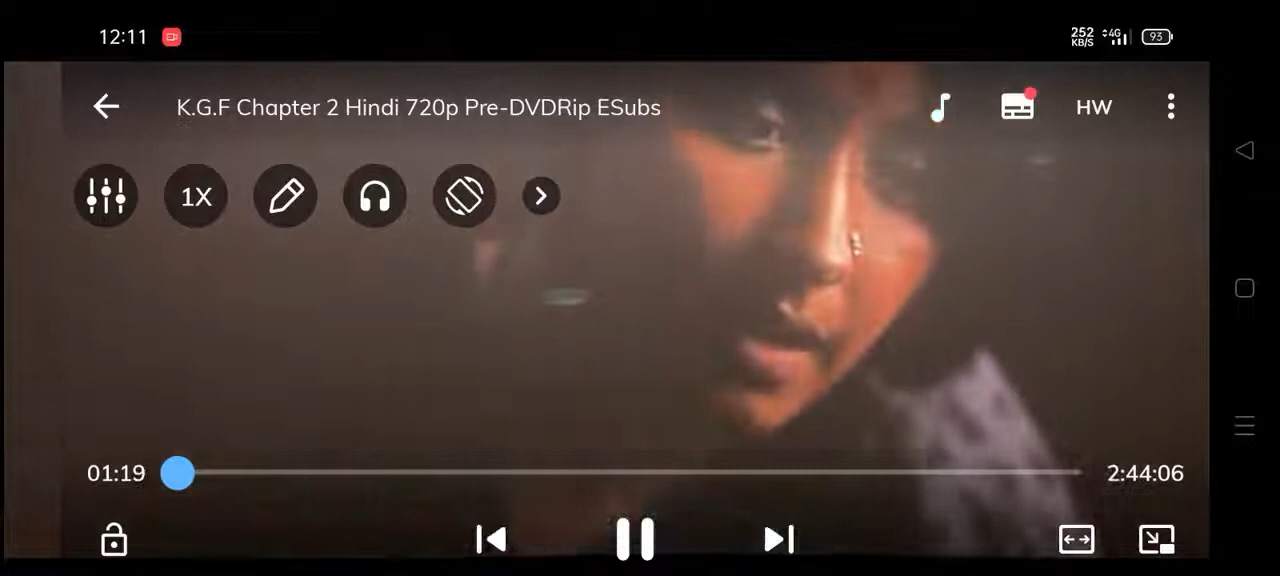 12:11
252
KB/S
4G
93
K.G.F Chapter 2 Hindi 720p Pre-DVDRip ESubs
HW
1X
01:19
2:44:06